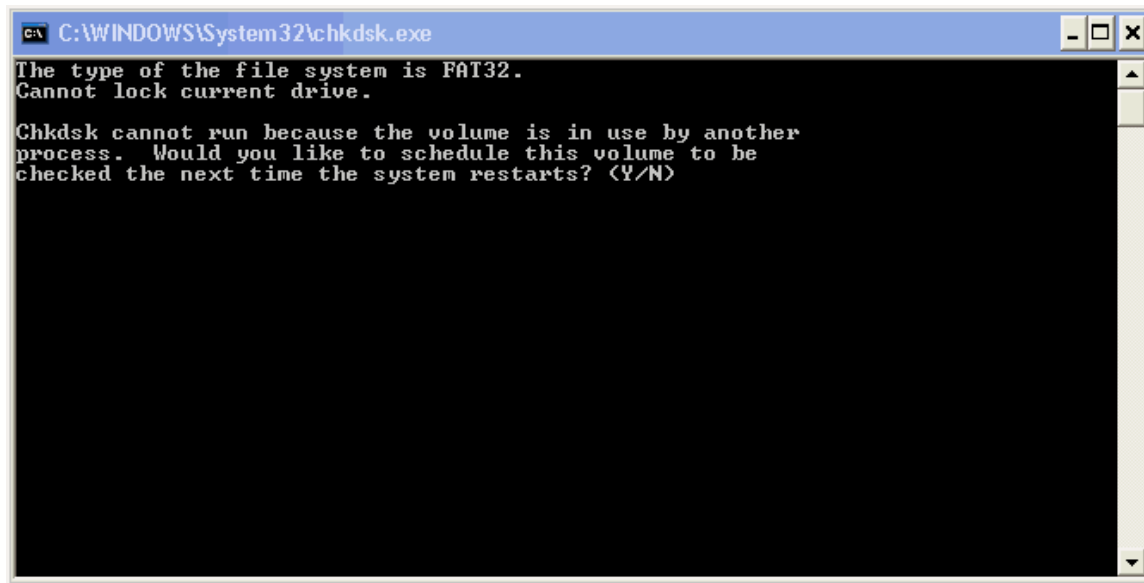 C:\WINDOWS\System32\chkdsk.exe
The type of the file system is FAT32.
Cannot lock current drive.
Chkdsk cannot run because the volume is in use by another
process.  Would you like to schedule this volume to be
checked the next time the system restarts? (Y/N)